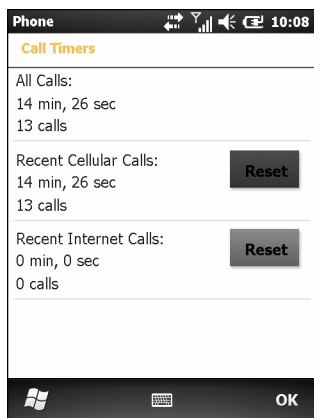 Phone 10:08
Call Timers
All Calls:
14 min, 26 sec
13 calls
Recent Cellular Calls:
14 min, 26 sec
Reset
13 calls
Recent Internet Calls:
0 min, 0 sec
Reset
0 calls
OK